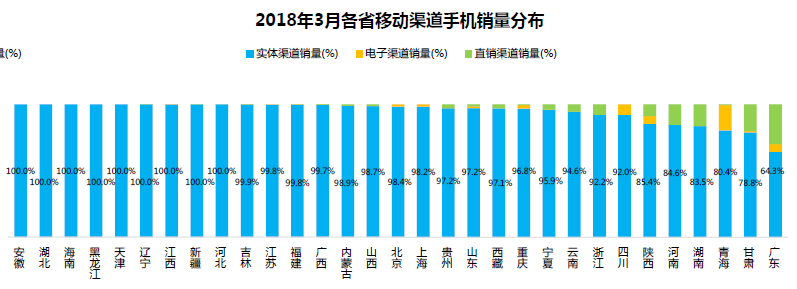 2018年3月各省移动渠道手机销量分布
量(%)
实体渠道销量(%) 电子渠道销量(%) 直销渠道销量(%)
100.0% 100.0% 100.0% 100.0% 100.0% 100.0% 100.0% 100.0% 100.0% 99.9% 99.8% 99.8% 99.7% 98.9% 98.7% 98.4% 98.2% 97.2% 97.2% 97.1% 96.8% 95.9% 94.6% 92.2% 92.0% 85.4% 84.6% 83.5% 80.4% 78.8% 64.3%
安徽 湖北 海南 黑龙江 天津 辽宁 江西 新疆 河北 吉林 江苏 福建 广西 内蒙古 山西 北京 上海 贵州 山东 西藏 重庆 宁夏 云南 浙江 四川 陕西 河南 湖南 青海 甘肃 广东